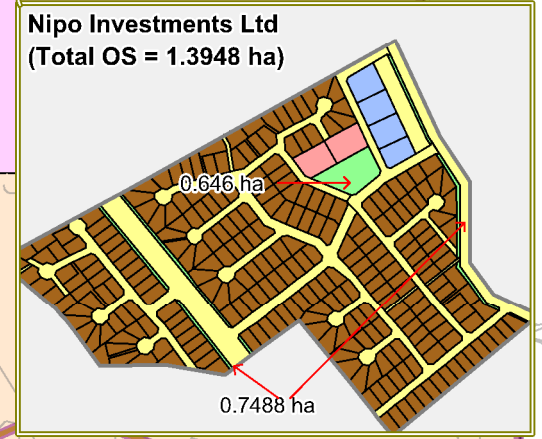 Nipo Investments Ltd
(Total OS = 1.3948 ha)
0.646 ha
0.7488 ha